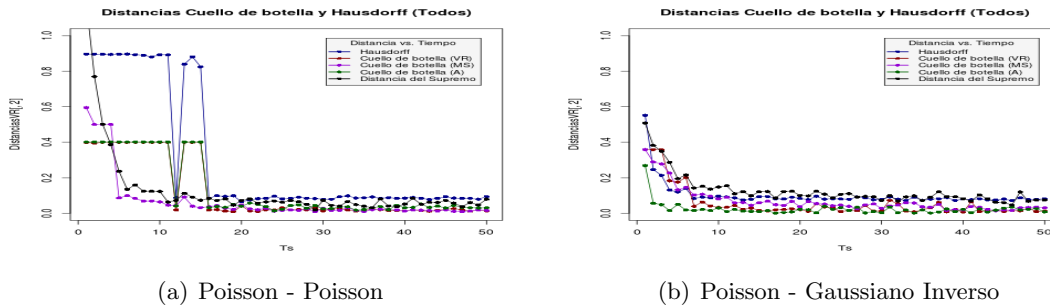 Distancias Cuello de botella y Hausdorff (Todos)
DistanciasVR[, 2]
1.0
0.8
0.6
0.4
0.2
0.0
Distancia vs. Tiempo
Hausdorff
Cuello de botella (VR)
Cuello de botella (MS)
Cuello de botella (A)
Distancia del Supremo
0 10 20 30 40 50
Ts
(a) Poisson - Poisson
Distancias Cuello de botella y Hausdorff (Todos)
DistanciasVR[, 2]
1.0
0.8
0.6
0.4
0.2
0.0
Distancia vs. Tiempo
Hausdorff
Cuello de botella (VR)
Cuello de botella (MS)
Cuello de botella (A)
Distancia del Supremo
0 10 20 30 40 50
Ts
(b) Poisson - Gaussiano Inverso